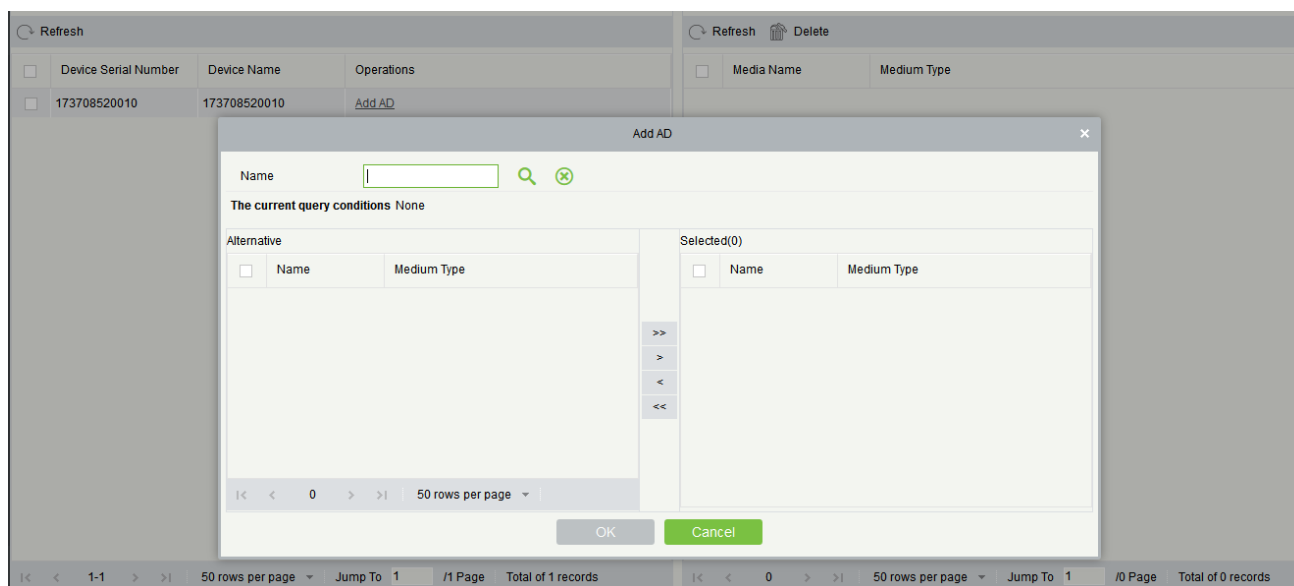 Refresh Refresh Delete
Device Serial Number Device Name Operations Media Name Medium Type
173708520010 173708520010 Add AD
Add AD ×
Name
The current query conditions None
Alternative Selected(0)
Name Medium Type Name Medium Type
>>
>
<
<<
|< < 0 > >| 50 rows per page
OK Cancel
|< < 1-1 > >| 50 rows per page Jump To 1 /1 Page Total of 1 records |< < 0 > >| 50 rows per page Jump To 1 /0 Page Total of 0 records